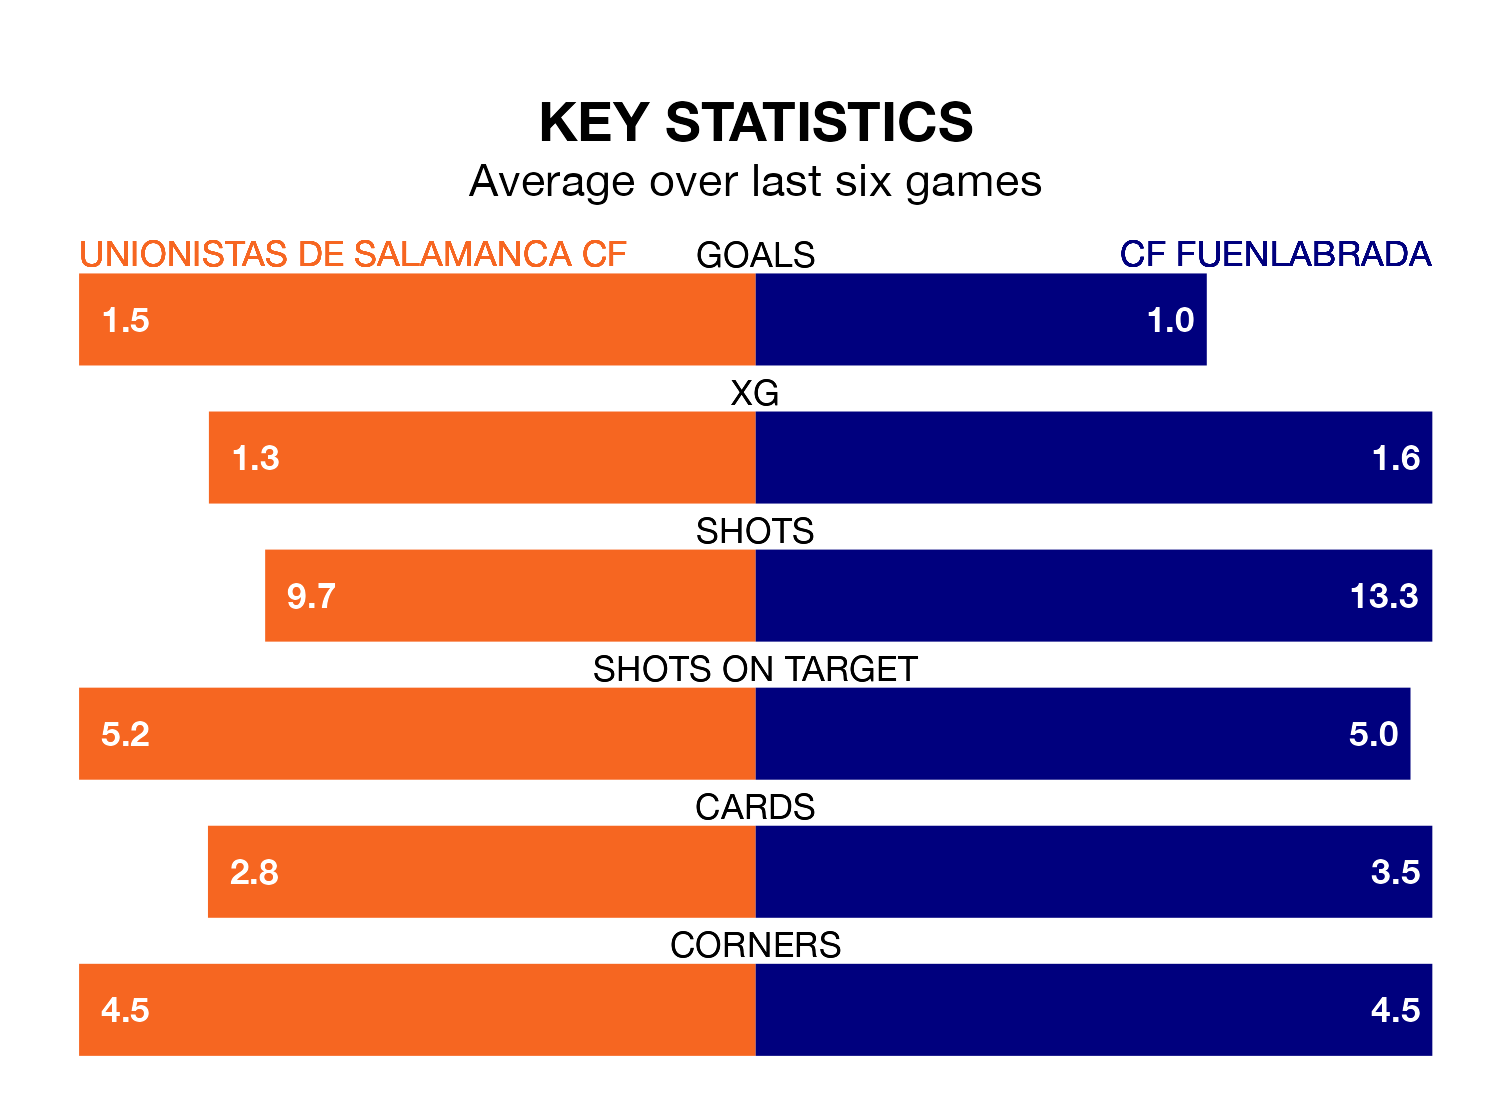 KEY STATISTICS
Average over last six games
UNIONISTAS DE SALAMANCA CF GOALS CF FUENLABRADA
1.5 1.0
XG
1.3 1.6
SHOTS
9.7 13.3
SHOTS ON TARGET
5.2 5.0
CARDS
2.8 3.5
CORNERS
4.5 4.5